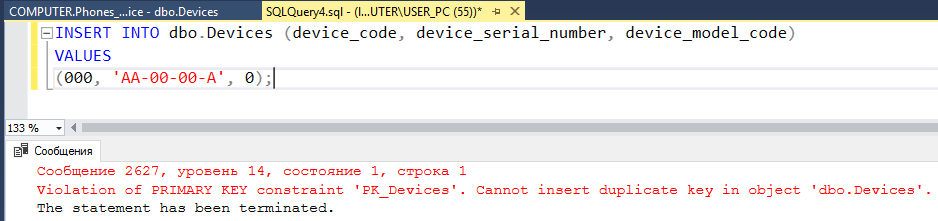 COMPUTER.Phones_...ice - dbo.Devices
SQLQuery4.sql - (l...UTER\USER_PC (55))*
INSERT INTO dbo.Devices (device_code, device_serial_number, device_model_code)
VALUES
(000, 'AA-00-00-A', 0);
133 %
Сообщения
Сообщение 2627, уровень 14, состояние 1, строка 1
Violation of PRIMARY KEY constraint 'PK_Devices'. Cannot insert duplicate key in object 'dbo.Devices'.
The statement has been terminated.